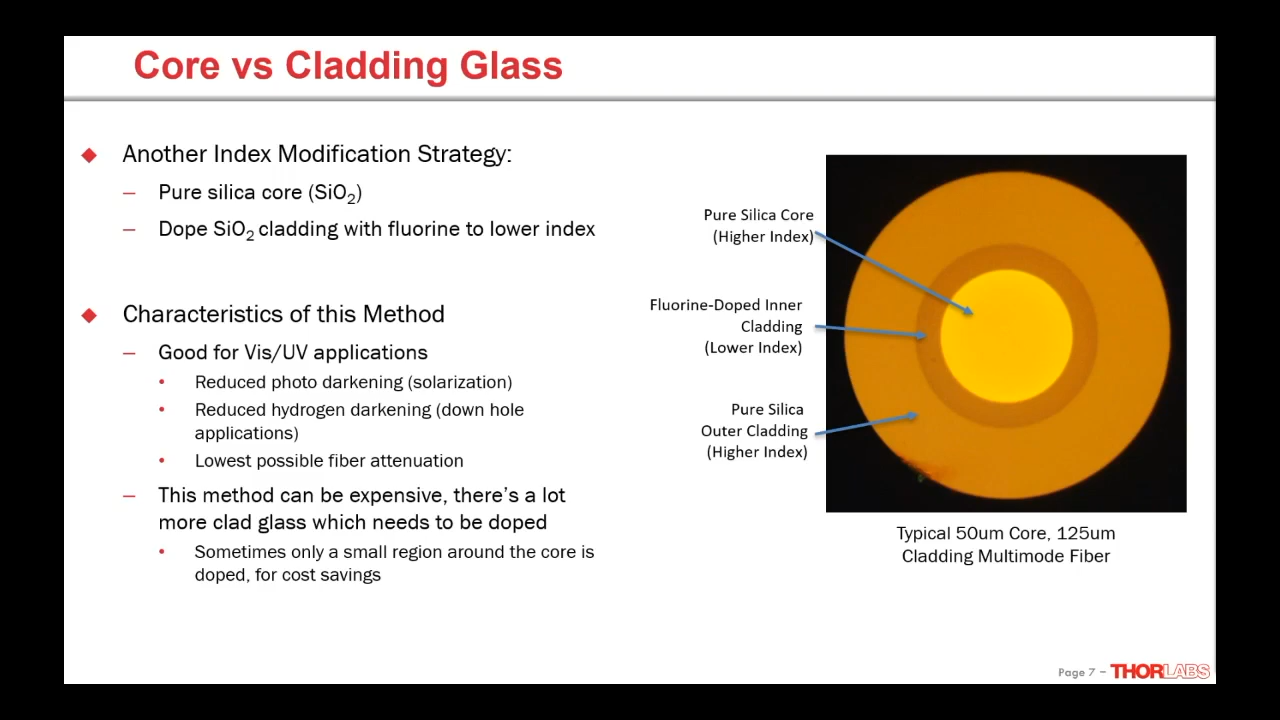 Core vs Cladding Glass
Another Index Modification Strategy:
– Pure silica core (SiO₂)
– Dope SiO₂ cladding with fluorine to lower index
Characteristics of this Method
– Good for Vis/UV applications
• Reduced photo darkening (solarization)
• Reduced hydrogen darkening (down hole
applications)
• Lowest possible fiber attenuation
– This method can be expensive, there's a lot
more clad glass which needs to be doped
• Sometimes only a small region around the core is
doped, for cost savings
Pure Silica Core
(Higher Index)
Fluorine-Doped Inner
Cladding
(Lower Index)
Pure Silica
Outer Cladding
(Higher Index)
Typical 50um Core, 125um
Cladding Multimode Fiber
Page 7 – THORLABS